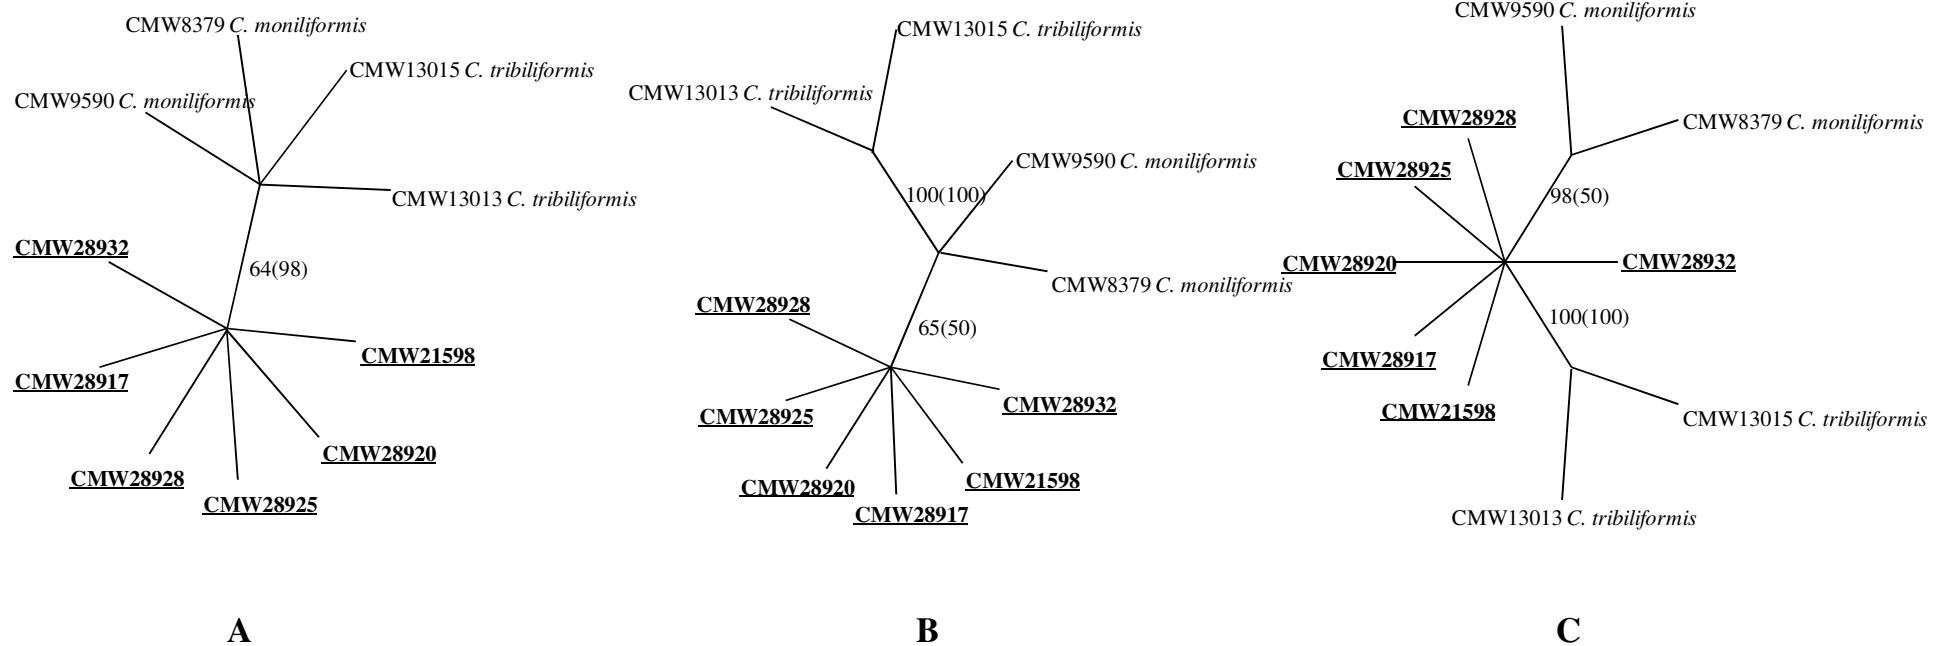 CMW8379 C. moniliformis
CMW13015 C. tribiliformis
CMW9590 C. moniliformis
CMW13013 C. tribiliformis
CMW28932
64(98)
CMW21598
CMW28917
CMW28920
CMW28928
CMW28925
A
CMW13015 C. tribiliformis
CMW13013 C. tribiliformis
CMW9590 C. moniliformis
100(100)
CMW8379 C. moniliformis
CMW28928
65(50)
CMW28932
CMW28925
CMW21598
CMW28920
CMW28917
B
CMW9590 C. moniliformis
CMW28928
CMW8379 C. moniliformis
CMW28925
98(50)
CMW28920
CMW28932
100(100)
CMW28917
CMW21598
CMW13015 C. tribiliformis
CMW13013 C. tribiliformis
C